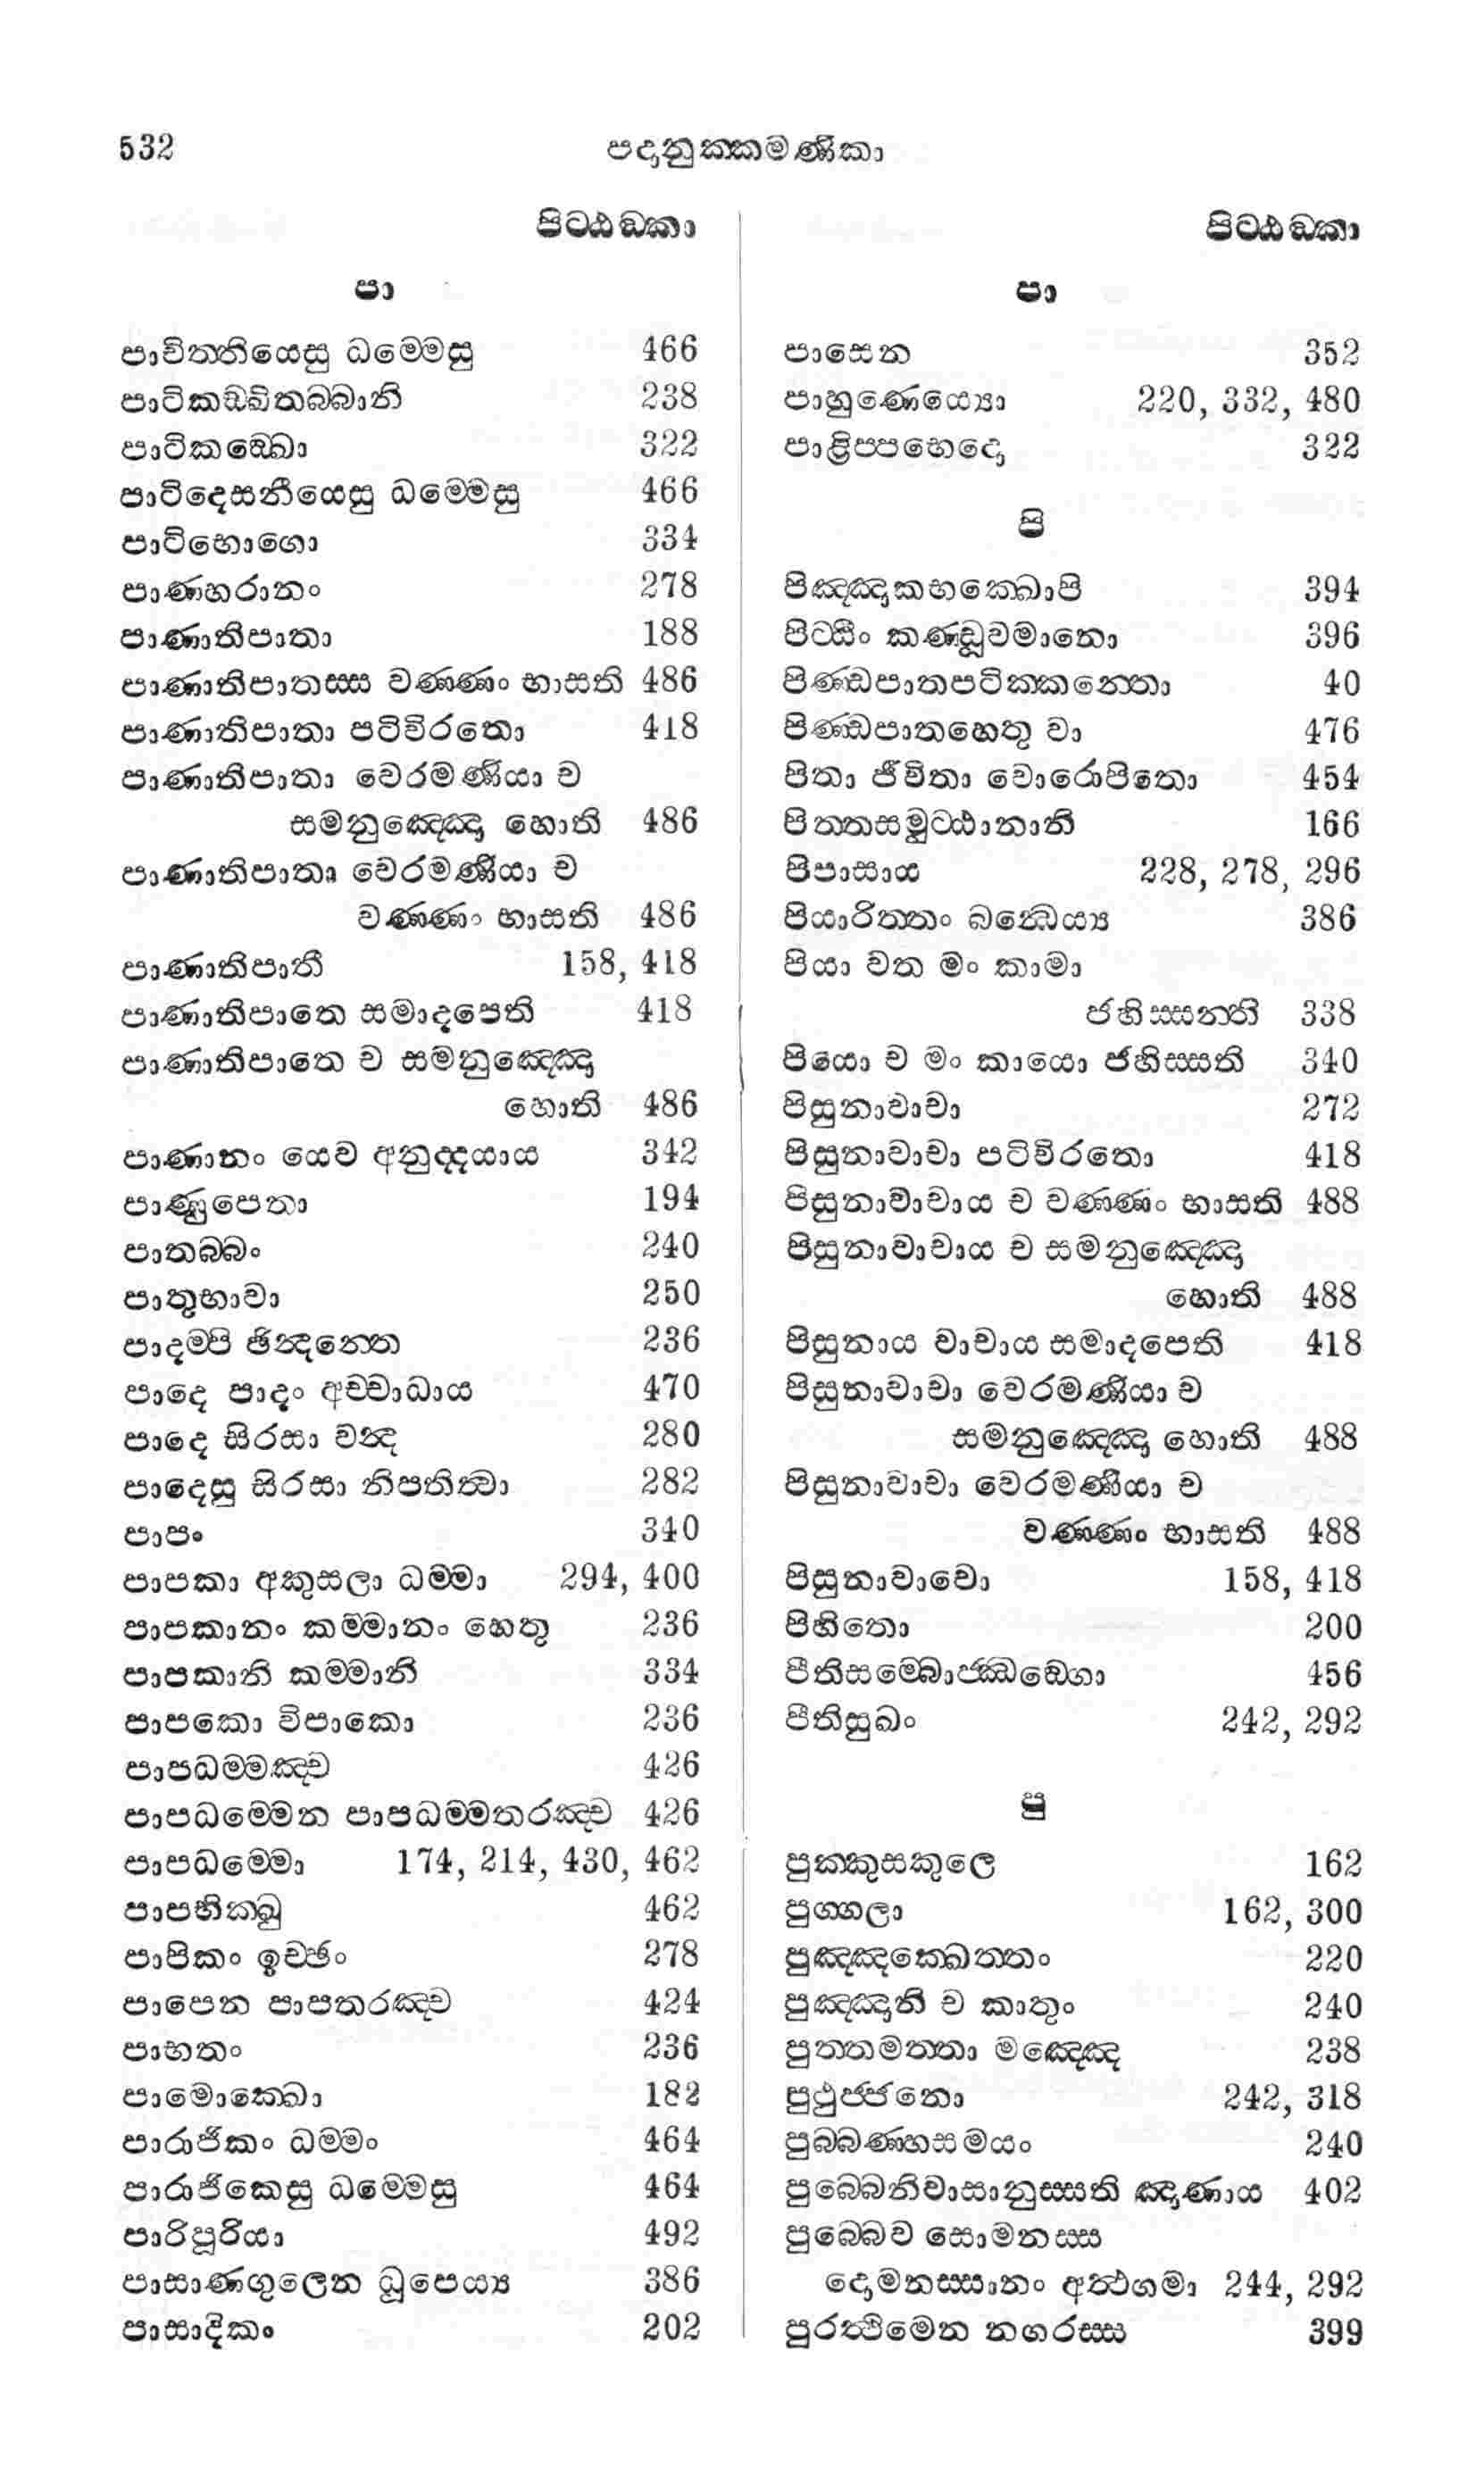 532
පදානුක්කමණිකා
පිට්ඨඞ්කා
පා
පාචිත්තියෙසු ධම්මෙසු 466
පාටිකඞ්ඛිතබ්බානි 238
පාටිකඞ්ඛො 322
පාටිදෙසනීයෙසු ධම්මෙසු 466
පාටිභොගො 334
පාණහරානං 278
පාණාතිපාතා 188
පාණාතිපාතස්ස වණ්ණං භාසති 486
පාණාතිපාතා පටිවිරතො 418
පාණාතිපාතා වෙරමණියා ච
සමනුඤ්ඤො හොති 486
පාණාතිපාතා වෙරමණියා ච
වණ්ණං භාසති 486
පාණාතිපාතී 158, 418
පාණාතිපාතෙ සමාදපෙති 418
පාණාතිපාතෙ ච සමනුඤ්ඤො
හොති 486
පාණානං යෙව අනුද්දයාය 342
පාණුපෙතා 194
පාතබ්බං 240
පාතුභාවා 250
පාදම්පි ඡින්දන්තෙ 236
පාදෙ පාදං අච්චාධාය 470
පාදෙ සිරසා වන්ද 280
පාදෙසු සිරසා නිපතිත්වා 282
පාපං 340
පාපකා අකුසලා ධම්මා 294, 400
පාපකානං කම්මානං හෙතු 236
පාපකානි කම්මානි 334
පාපකො විපාකො 236
පාපධම්මඤ්ච 426
පාපධම්මෙන පාපධම්මතරඤ්ච 426
පාපධම්මො 174, 214, 430, 462
පාපභික්ඛු 462
පාපිකං ඉච්ඡං 278
පාපෙන පාපතරඤ්ච 424
පාභතං 236
පාමොක්ඛො 182
පාරාජිකං ධම්මං 464
පාරාජිකෙසු ධම්මෙසු 464
පාරිපූරියා 492
පාසාණගුලෙන ධූපෙය්‍ය 386
පාසාදිකං 202
පිට්ඨඞ්කා
පා
පාසෙන 352
පාහුණෙය්‍යො 220, 332, 480
පාළිප්පභෙදො 322
පි
පිඤ්ඤාකභක්ඛොපි 394
පිට්ඨිං කණ්ඩූවමානො 396
පිණ්ඩපාතපටික්කන්තො 40
පිණ්ඩපාතහෙතු වා 476
පිතා ජීවිතා වොරොපිතො 454
පිත්තසමුට්ඨානානි 166
පිපාසාය 228, 278, 296
පියාරිත්තං බන්ධෙය්‍ය 386
පියා වත මං කාමා
ජහිස්සන්ති 338
පියො ච මං කායො ජහිස්සති 340
පිසුනාවාචා 272
පිසුනාවාචා පටිවිරතො 418
පිසුනාවාචාය ච වණ්ණං භාසති 488
පිසුනාවාචාය ච සමනුඤ්ඤො
හොති 488
පිසුනාය වාචාය සමාදපෙති 418
පිසුනාවාචා වෙරමණියා ච
සමනුඤ්ඤො හොති 488
පිසුනාවාචා වෙරමණියා ච
වණ්ණං භාසති 488
පිසුනාවාචො 158, 418
පිහිතො 200
පීතිසම්බොජ්ඣඞ්ගො 456
පීතිසුඛං 242, 292
පු
පුක්කුසකුලෙ 162
පුග්ගලා 162, 300
පුඤ්ඤක්ඛෙත්තං 220
පුඤ්ඤානි ච කාතුං 240
පුත්තමත්තා මඤ්ඤෙ 238
පුථුජ්ජනො 242, 318
පුබ්බණ්හසමයං 240
පුබ්බෙනිවාසානුස්සති ඤාණාය 402
පුබ්බෙව සොමනස්ස
දොමනස්සානං අත්ථගමා 244, 292
පුරත්ථිමෙන නගරස්ස 399